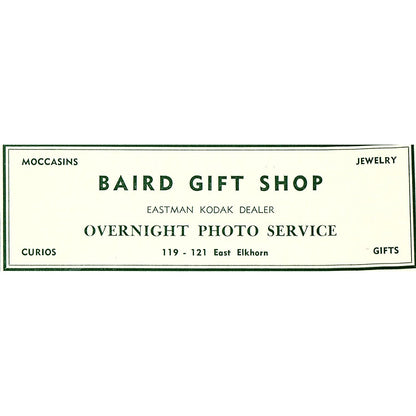 MOCCASINS
JEWELRY
BAIRD GIFT SHOP
EASTMAN KODAK DEALER
OVERNIGHT PHOTO SERVICE
CURIOS
119 - 121 East Elkhorn
GIFTS